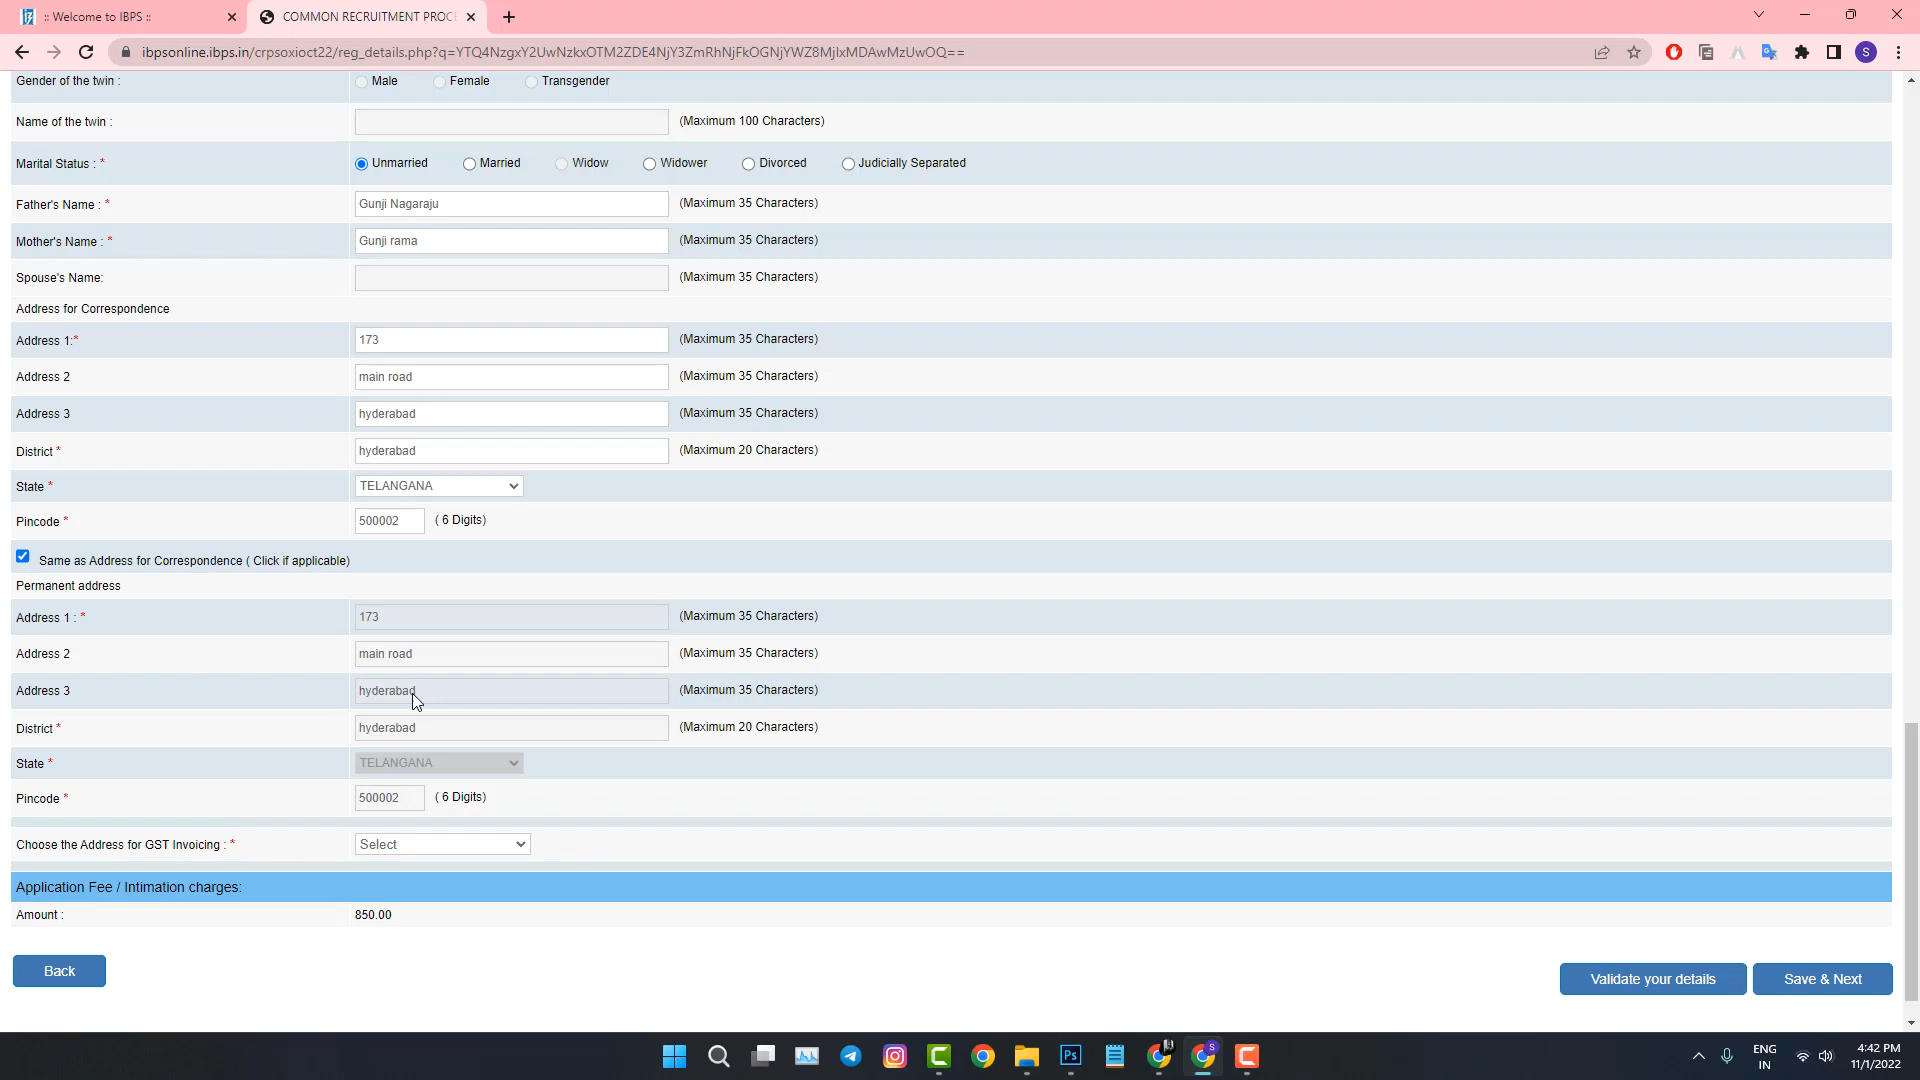 :: Welcome to IBPS ::
COMMON RECRUITMENT PROCE
ibpsonline.ibps.in/crpsoxioct22/reg_details.php?q=YTQ4NzgxY2UwNzkxOTM2ZDE4NjY3ZmRhNjFkOGNjYWZ8MjIxMDAwMzUwOQ==
S
Gender of the twin :
Male Female Transgender
Name of the twin :
(Maximum 100 Characters)
Marital Status : *
Unmarried Married Widow Widower Divorced Judicially Separated
Father's Name : * Gunji Nagaraju (Maximum 35 Characters)
Mother's Name : * Gunji rama (Maximum 35 Characters)
Spouse's Name: (Maximum 35 Characters)
Address for Correspondence
Address 1:* 173 (Maximum 35 Characters)
Address 2 main road (Maximum 35 Characters)
Address 3 hyderabad (Maximum 35 Characters)
District * hyderabad (Maximum 20 Characters)
State * TELANGANA
Pincode * 500002 ( 6 Digits)
Same as Address for Correspondence ( Click if applicable)
Permanent address
Address 1 : * 173 (Maximum 35 Characters)
Address 2 main road (Maximum 35 Characters)
Address 3 hyderabad (Maximum 35 Characters)
District * hyderabad (Maximum 20 Characters)
State * TELANGANA
Pincode * 500002 ( 6 Digits)
Choose the Address for GST Invoicing : * Select
Application Fee / Intimation charges:
Amount : 850.00
Back
Validate your details Save & Next
Ps
S
ENG
IN
4:42 PM
11/1/2022